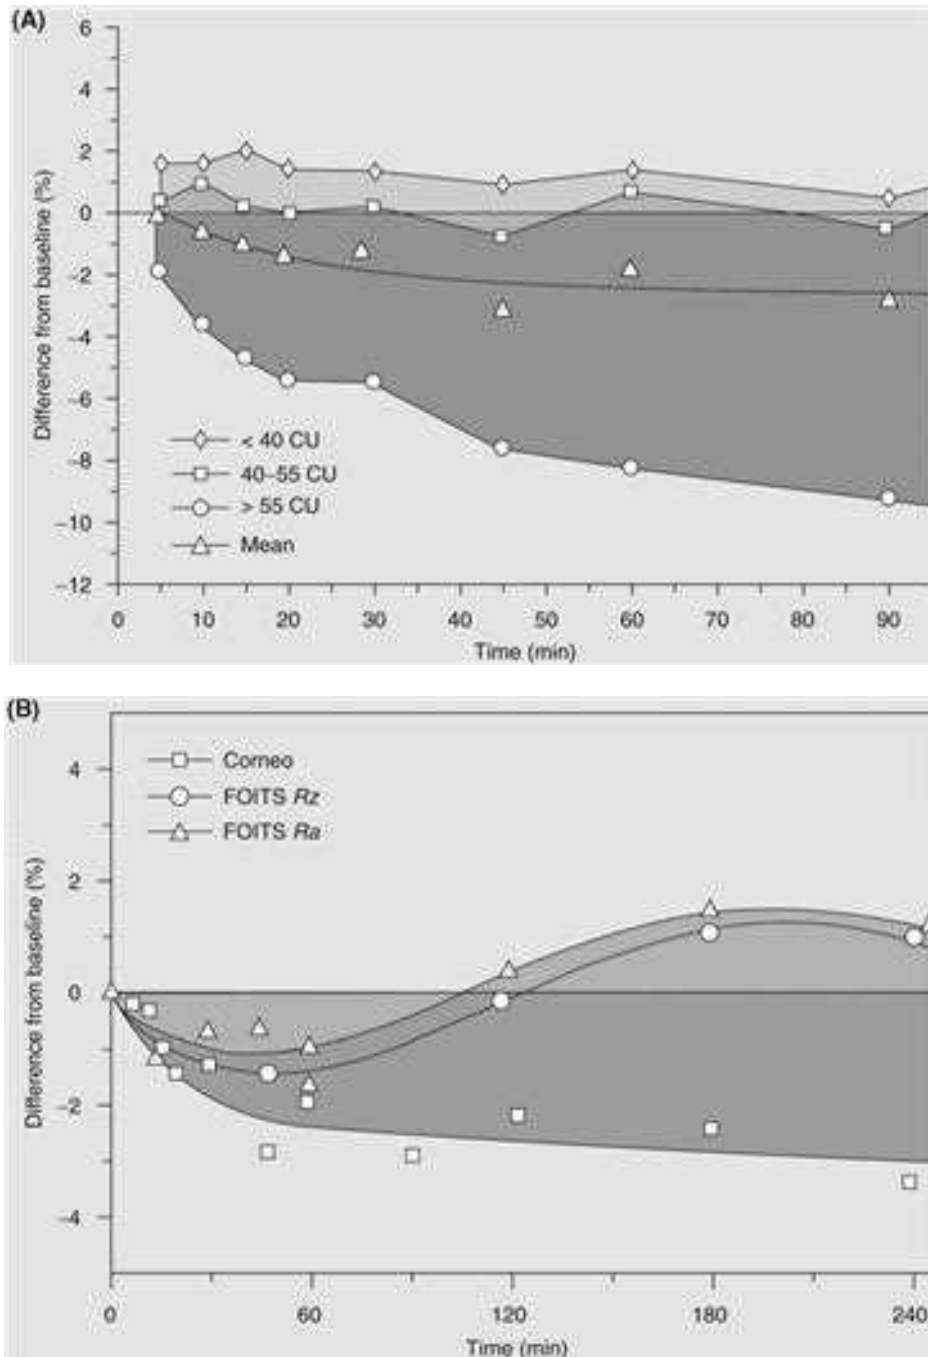 (A)
6
4
2
0
−2
−4
−6
−8
−10
−12
Difference from baseline (%)
< 40 CU
40–55 CU
> 55 CU
Mean
0 10 20 30 40 50 60 70 80 90
Time (min)
(B)
4
2
0
−2
−4
Difference from baseline (%)
Corneo
FOITS Rz
FOITS Ra
0 60 120 180 240
Time (min)